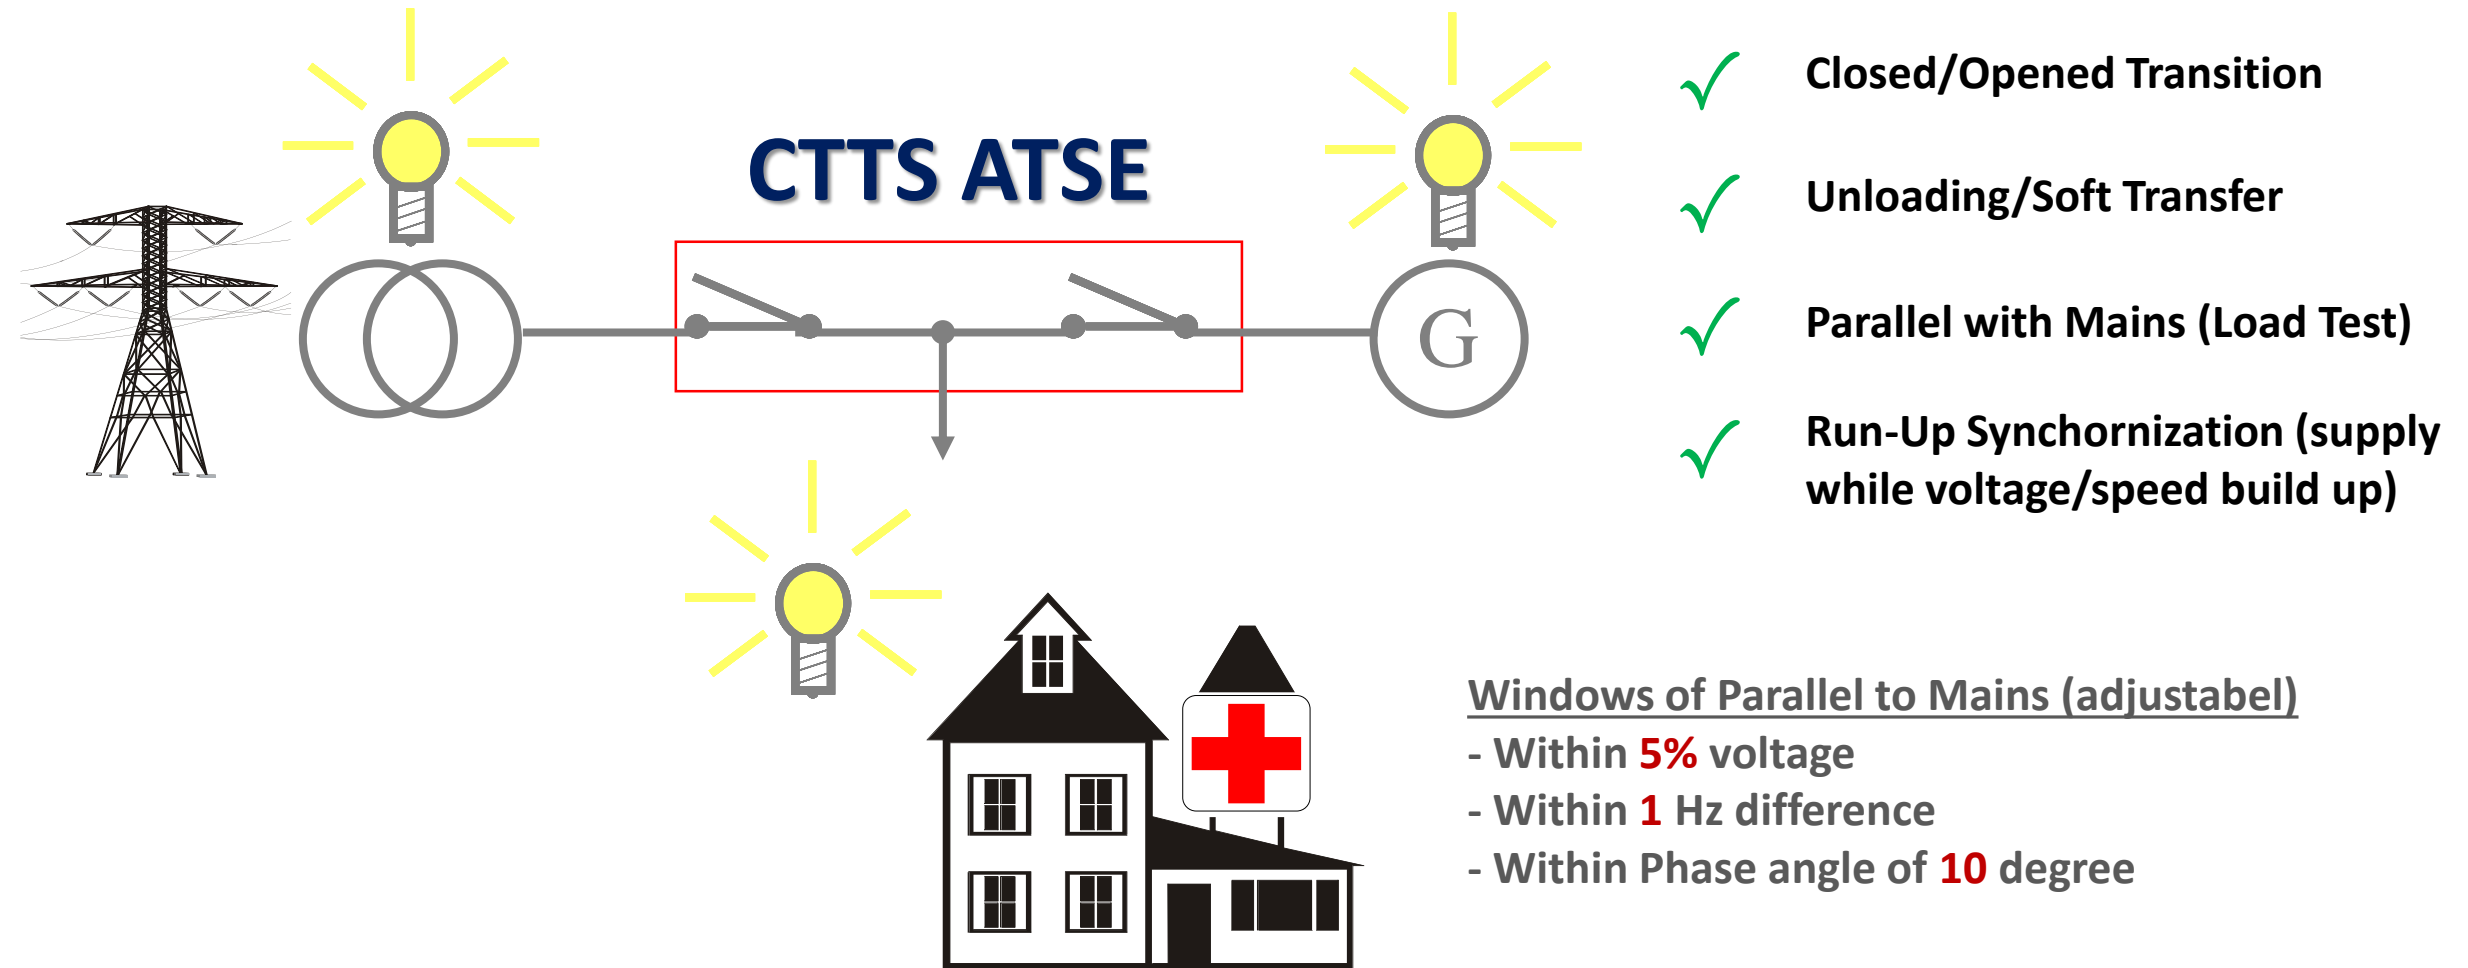 CTTS ATSE
G
Closed/Opened Transition
Unloading/Soft Transfer
Parallel with Mains (Load Test)
Run-Up Synchornization (supply
while voltage/speed build up)
Windows of Parallel to Mains (adjustabel)
- Within 5% voltage
- Within 1 Hz difference
- Within Phase angle of 10 degree